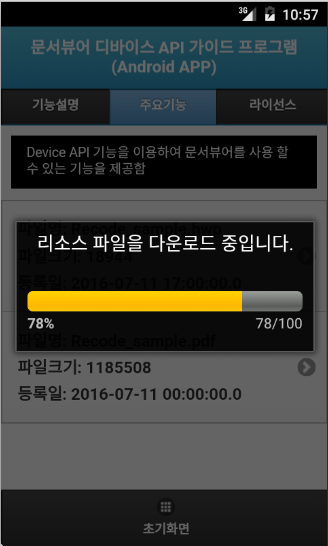 3G
10:57
문서뷰어 디바이스 API 가이드 프로그램
(Android APP)
기능설명
주요기능
라이선스
Device API 기능을 이용하여 문서뷰어를 사용 할
수 있는 기능을 제공함
파일명: Recode_sample.hwp
파일크기: 18944
등록일: 2016-07-11 17:00:00.0
리소스 파일을 다운로드 중입니다.
78%
78/100
파일명: Recode_sample.pdf
파일크기: 1185508
등록일: 2016-07-11 00:00:00.0
초기화면